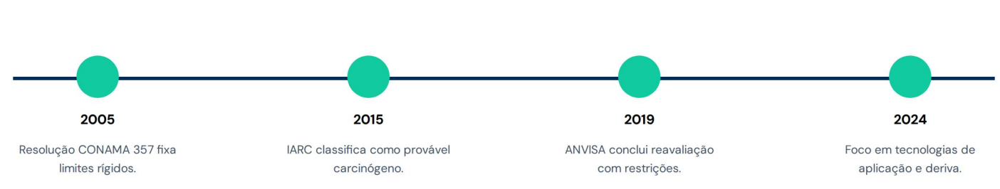 2005
Resolução CONAMA 357 fixa
limites rígidos.
2015
IARC classifica como provável
carcinógeno.
2019
ANVISA conclui reavaliação
com restrições.
2024
Foco em tecnologias de
aplicação e deriva.